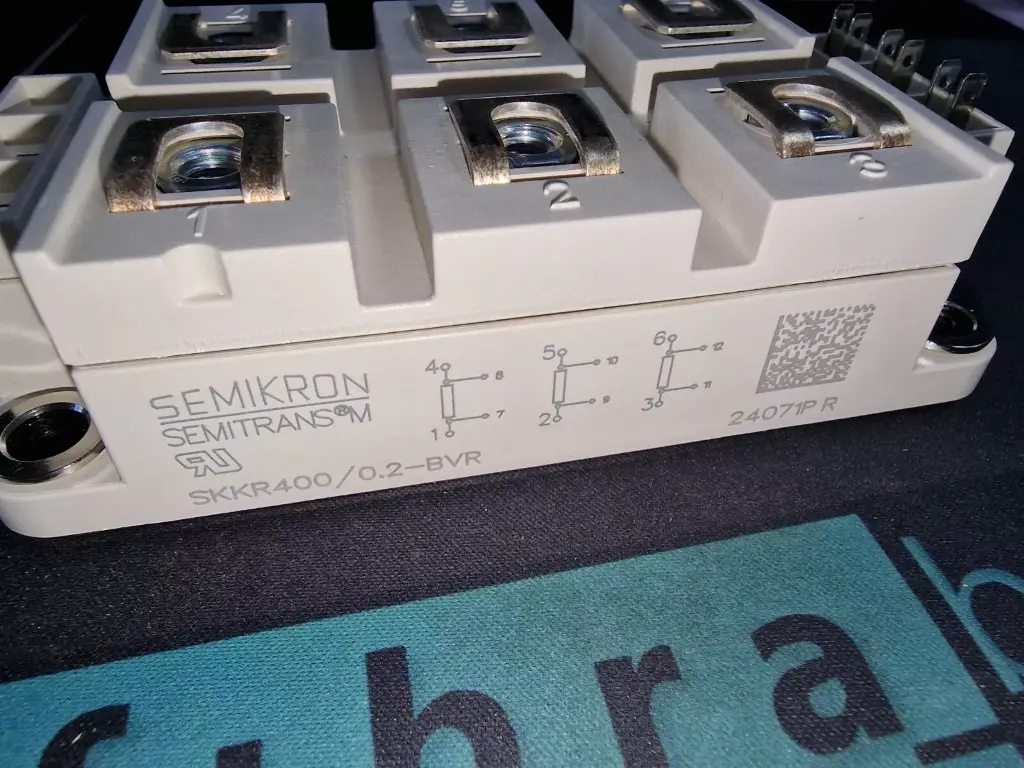 1 2 3
SEMIKRON
SEMITRANS®M
SKKR400/0.2-BVR
4 8 7 1
5 10 9 2
6 12 11 3
24071P R
hra